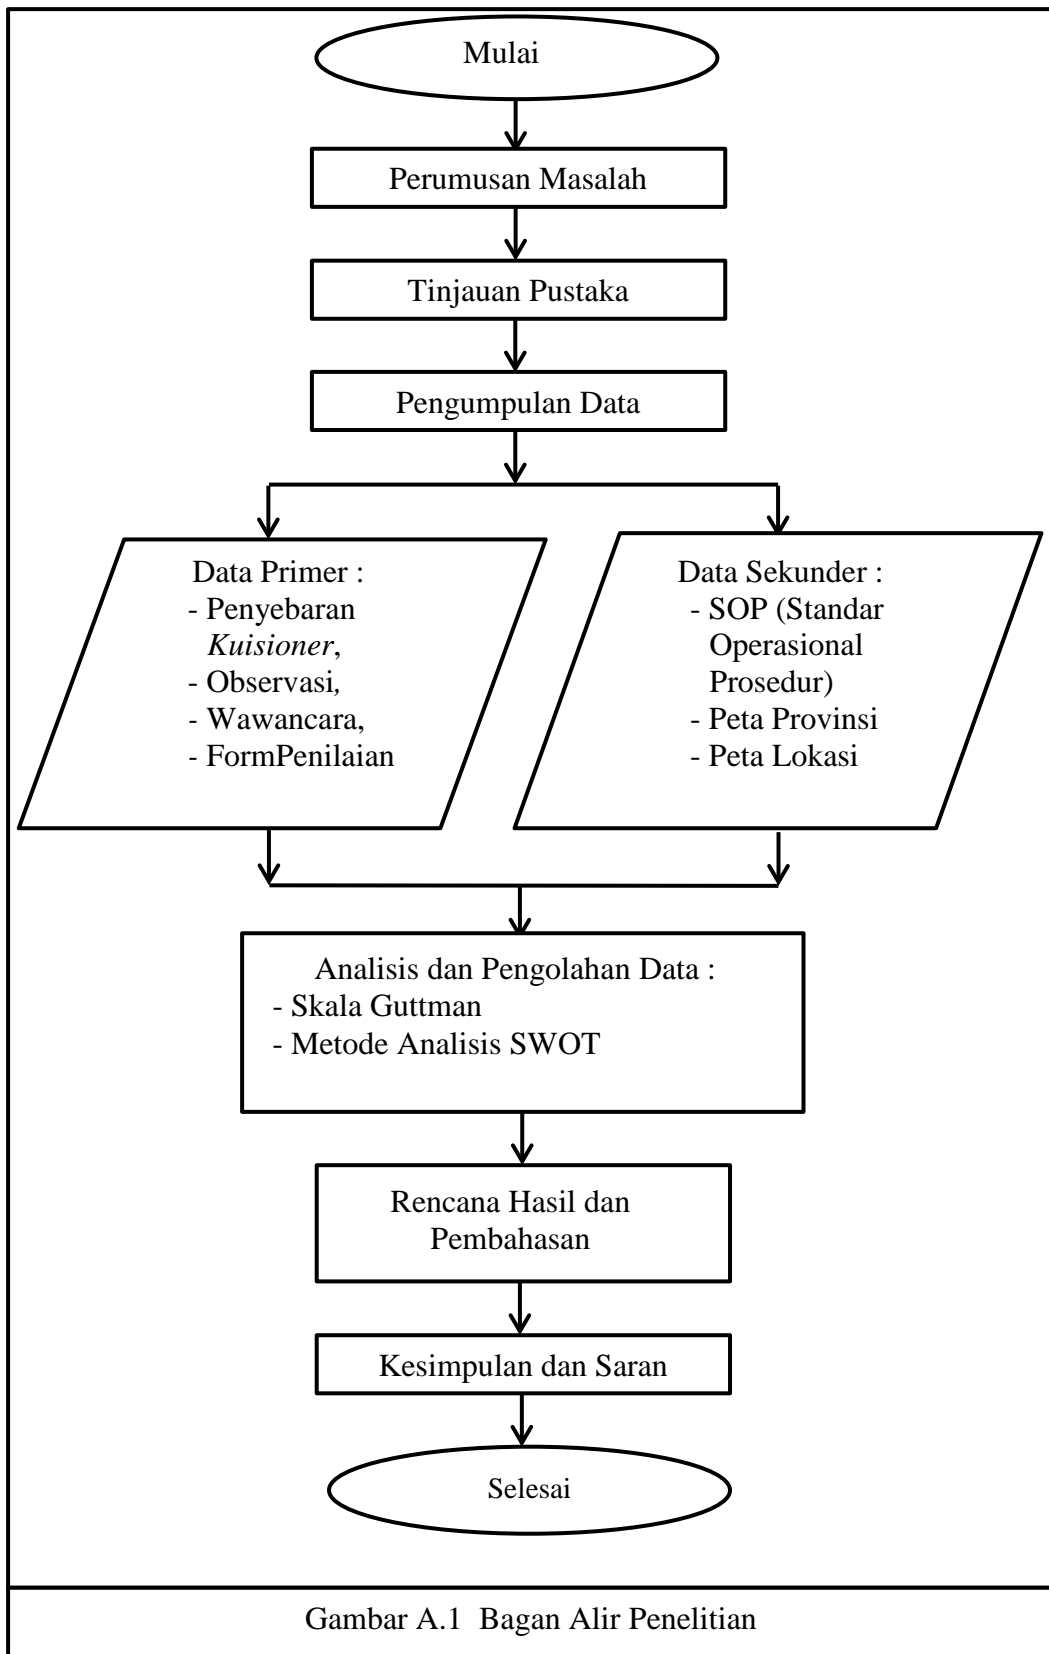 Mulai
Perumusan Masalah
Tinjauan Pustaka
Pengumpulan Data
Data Primer :
- Penyebaran
Kuisioner,
- Observasi,
- Wawancara,
- FormPenilaian
Data Sekunder :
- SOP (Standar
Operasional
Prosedur)
- Peta Provinsi
- Peta Lokasi
Analisis dan Pengolahan Data :
- Skala Guttman
- Metode Analisis SWOT
Rencana Hasil dan
Pembahasan
Kesimpulan dan Saran
Selesai
Gambar A.1  Bagan Alir Penelitian